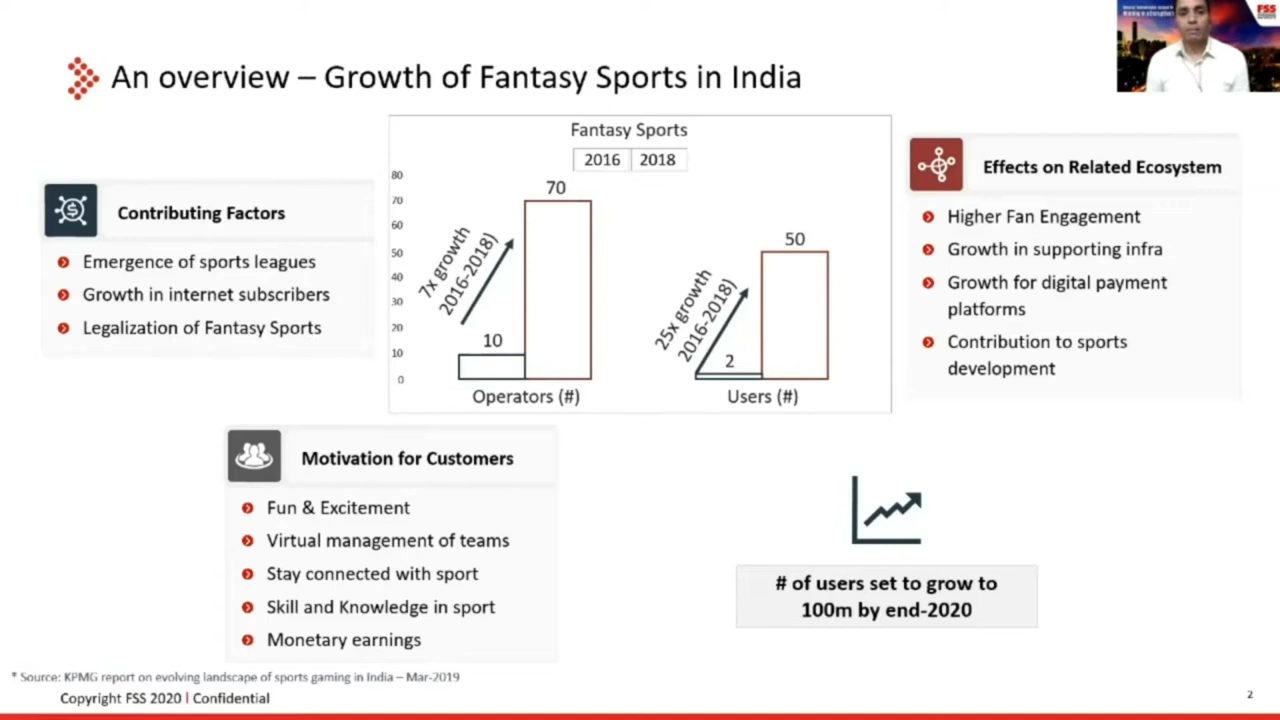 An overview – Growth of Fantasy Sports in India
FSS
Contributing Factors
Emergence of sports leagues
Growth in internet subscribers
Legalization of Fantasy Sports
Fantasy Sports
2016 2018
80
70
60
50
40
30
20
10
0
7x growth
2016-2018)
10
70
Operators (#)
25x growth
2016-2018)
2
50
Users (#)
Effects on Related Ecosystem
Higher Fan Engagement
Growth in supporting infra
Growth for digital payment
platforms
Contribution to sports
development
Motivation for Customers
Fun & Excitement
Virtual management of teams
Stay connected with sport
Skill and Knowledge in sport
Monetary earnings
# of users set to grow to
100m by end-2020
* Source: KPMG report on evolving landscape of sports gaming in India – Mar-2019
Copyright FSS 2020 | Confidential
2